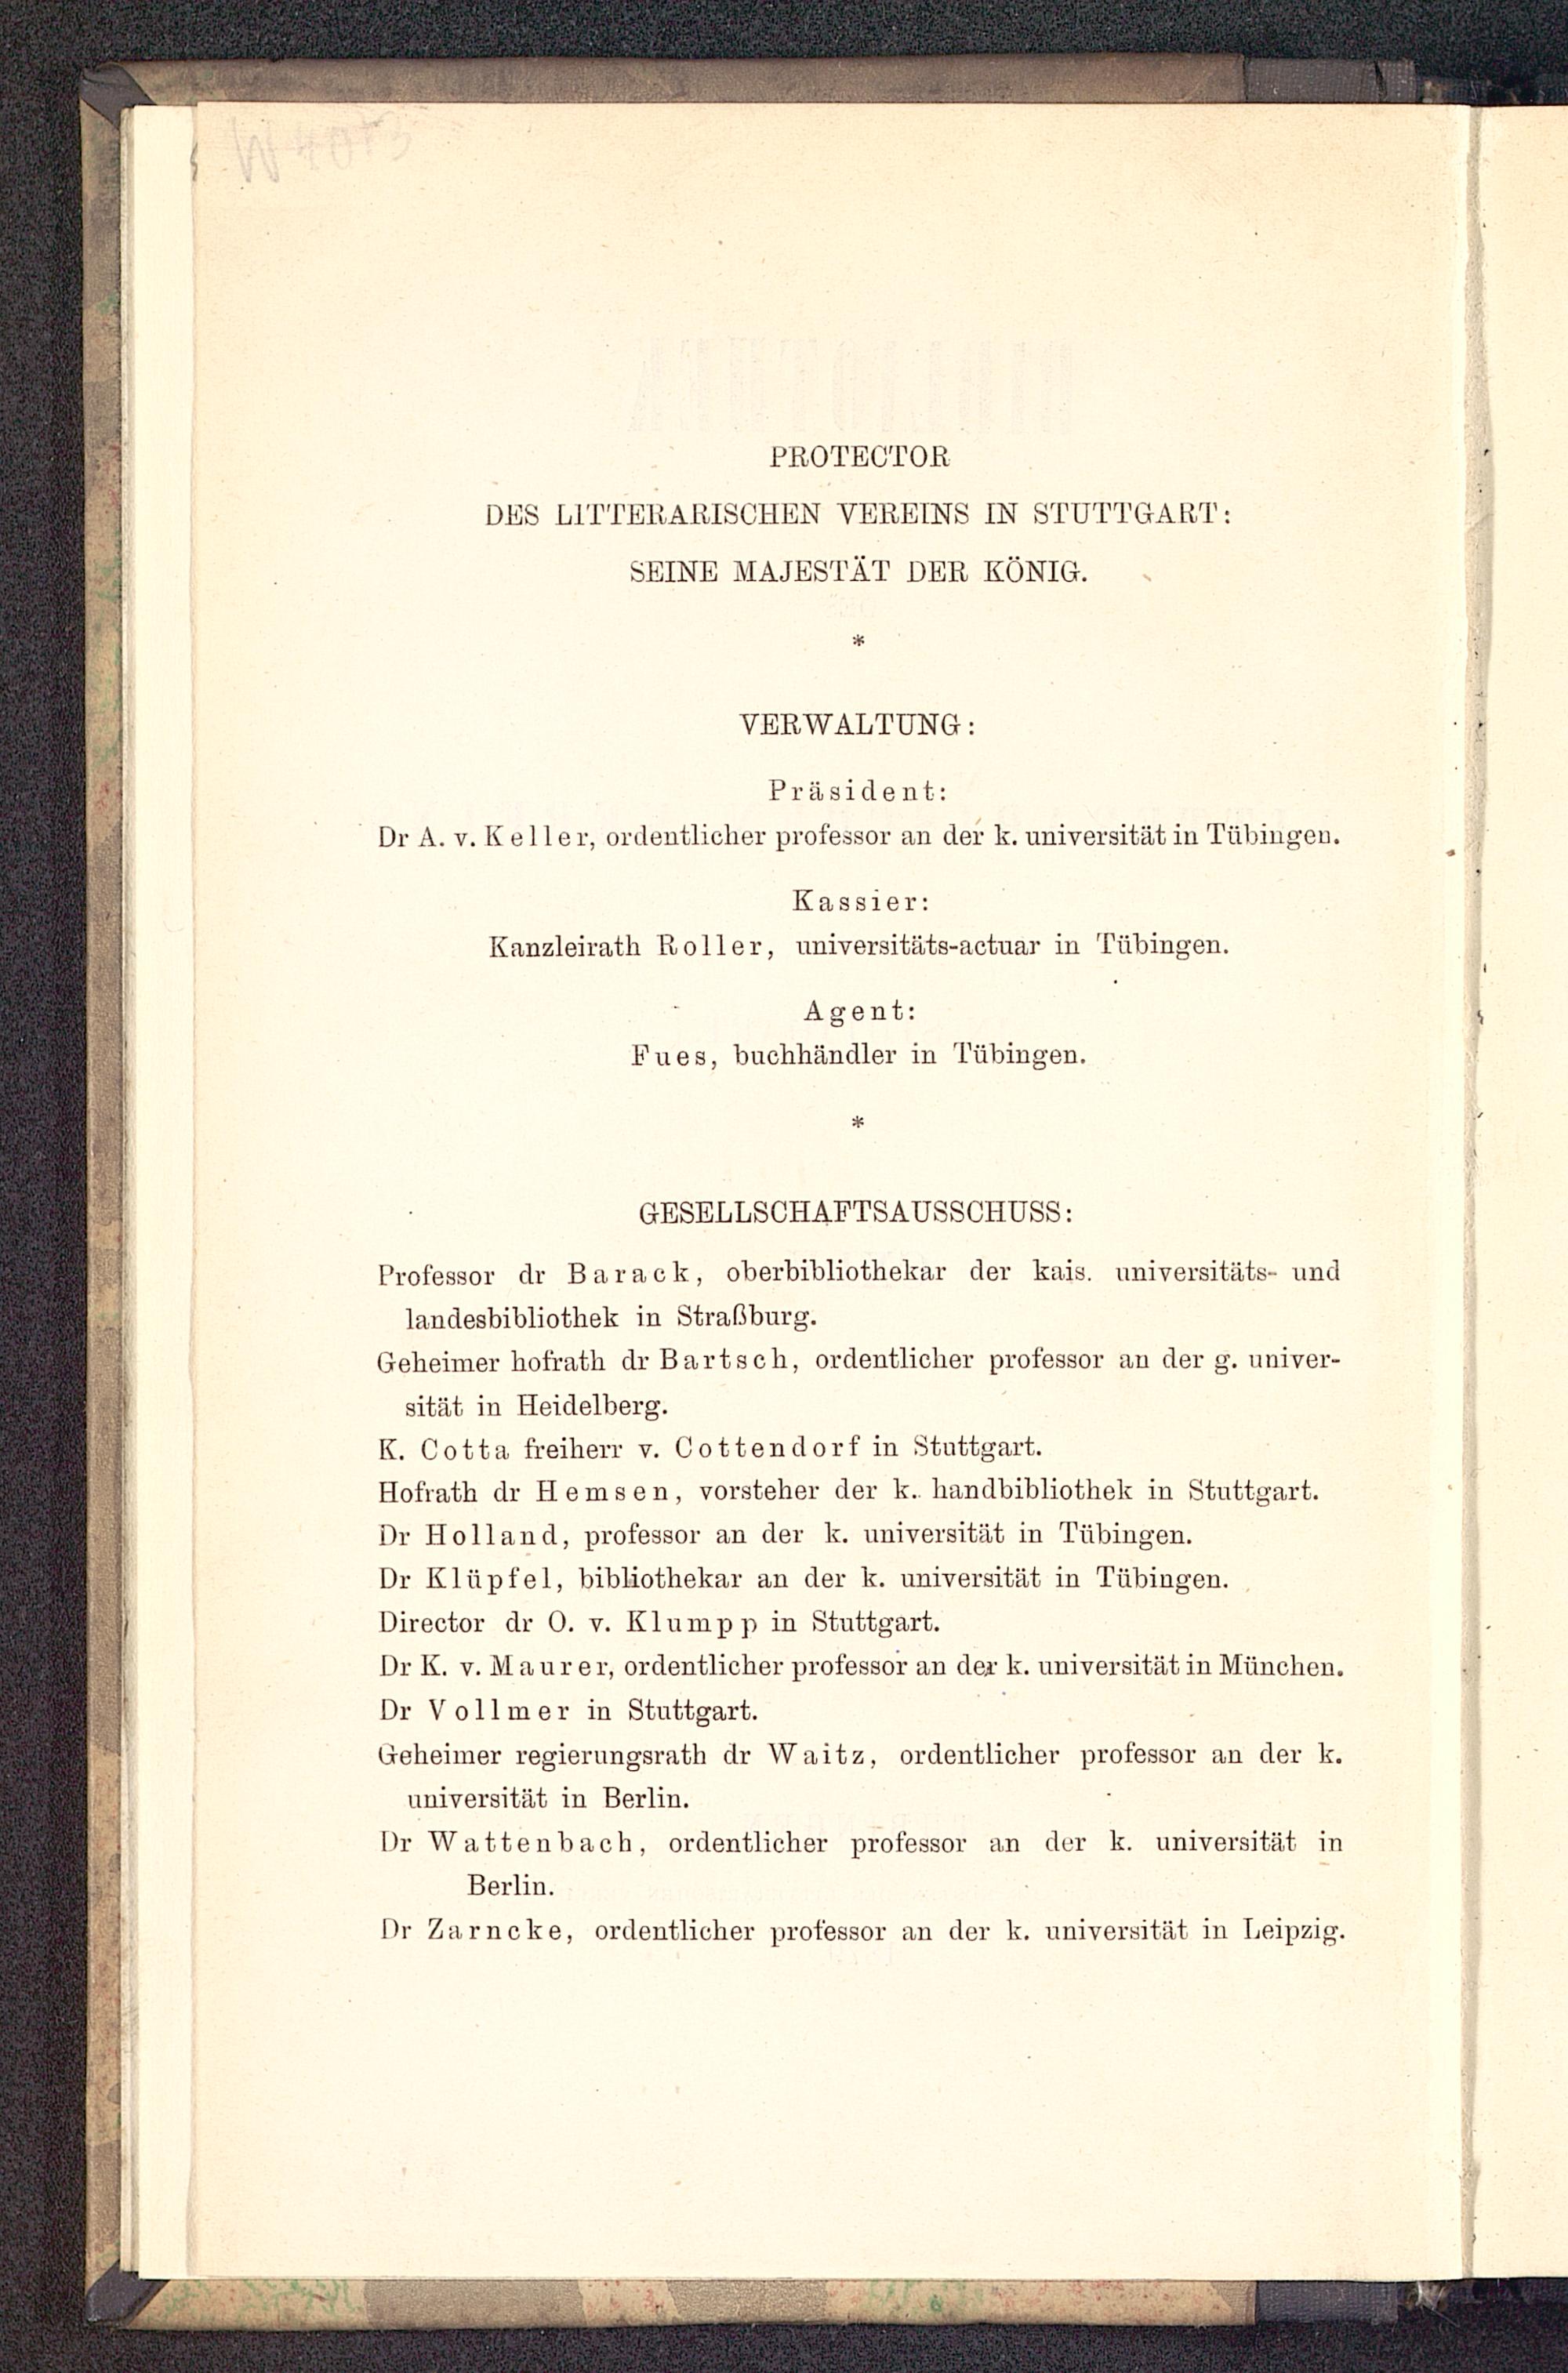 W 4073
PROTECTOR
DES LITTERARISCHEN VEREINS IN STUTTGART:
SEINE MAJESTÄT DER KÖNIG.
*
VERWALTUNG:
Präsident:
Dr A. v. Keller, ordentlicher professor an der k. universität in Tübingen.
Kassier:
Kanzleirath Roller, universitäts-actuar in Tübingen.
Agent:
Fues, buchhändler in Tübingen.
*
GESELLSCHAFTSAUSSCHUSS:
Professor dr Barack, oberbibliothekar der kais. universitäts- und
landesbibliothek in Straßburg.
Geheimer hofrath dr Bartsch, ordentlicher professor an der g. univer-
sität in Heidelberg.
K. Cotta freiherr v. Cottendorf in Stuttgart.
Hofrath dr Hemsen, vorsteher der k. handbibliothek in Stuttgart.
Dr Holland, professor an der k. universität in Tübingen.
Dr Klüpfel, bibliothekar an der k. universität in Tübingen.
Director dr O. v. Klumpp in Stuttgart.
Dr K. v. Maurer, ordentlicher professor an der k. universität in München.
Dr Vollmer in Stuttgart.
Geheimer regierungsrath dr Waitz, ordentlicher professor an der k.
universität in Berlin.
Dr Wattenbach, ordentlicher professor an der k. universität in
Berlin.
Dr Zarncke, ordentlicher professor an der k. universität in Leipzig.